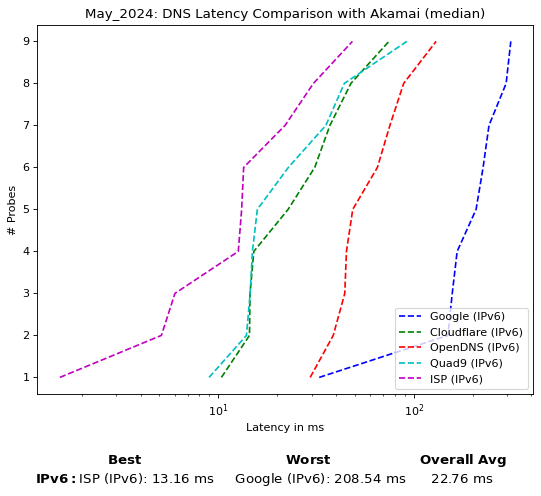 May_2024: DNS Latency Comparison with Akamai (median)
9
8
7
6
5
4
3
2
1
# Probes
Google (IPv6)
Cloudflare (IPv6)
OpenDNS (IPv6)
Quad9 (IPv6)
ISP (IPv6)
10¹ 10²
Latency in ms
Best Worst Overall Avg
IPv6: ISP (IPv6): 13.16 ms Google (IPv6): 208.54 ms 22.76 ms